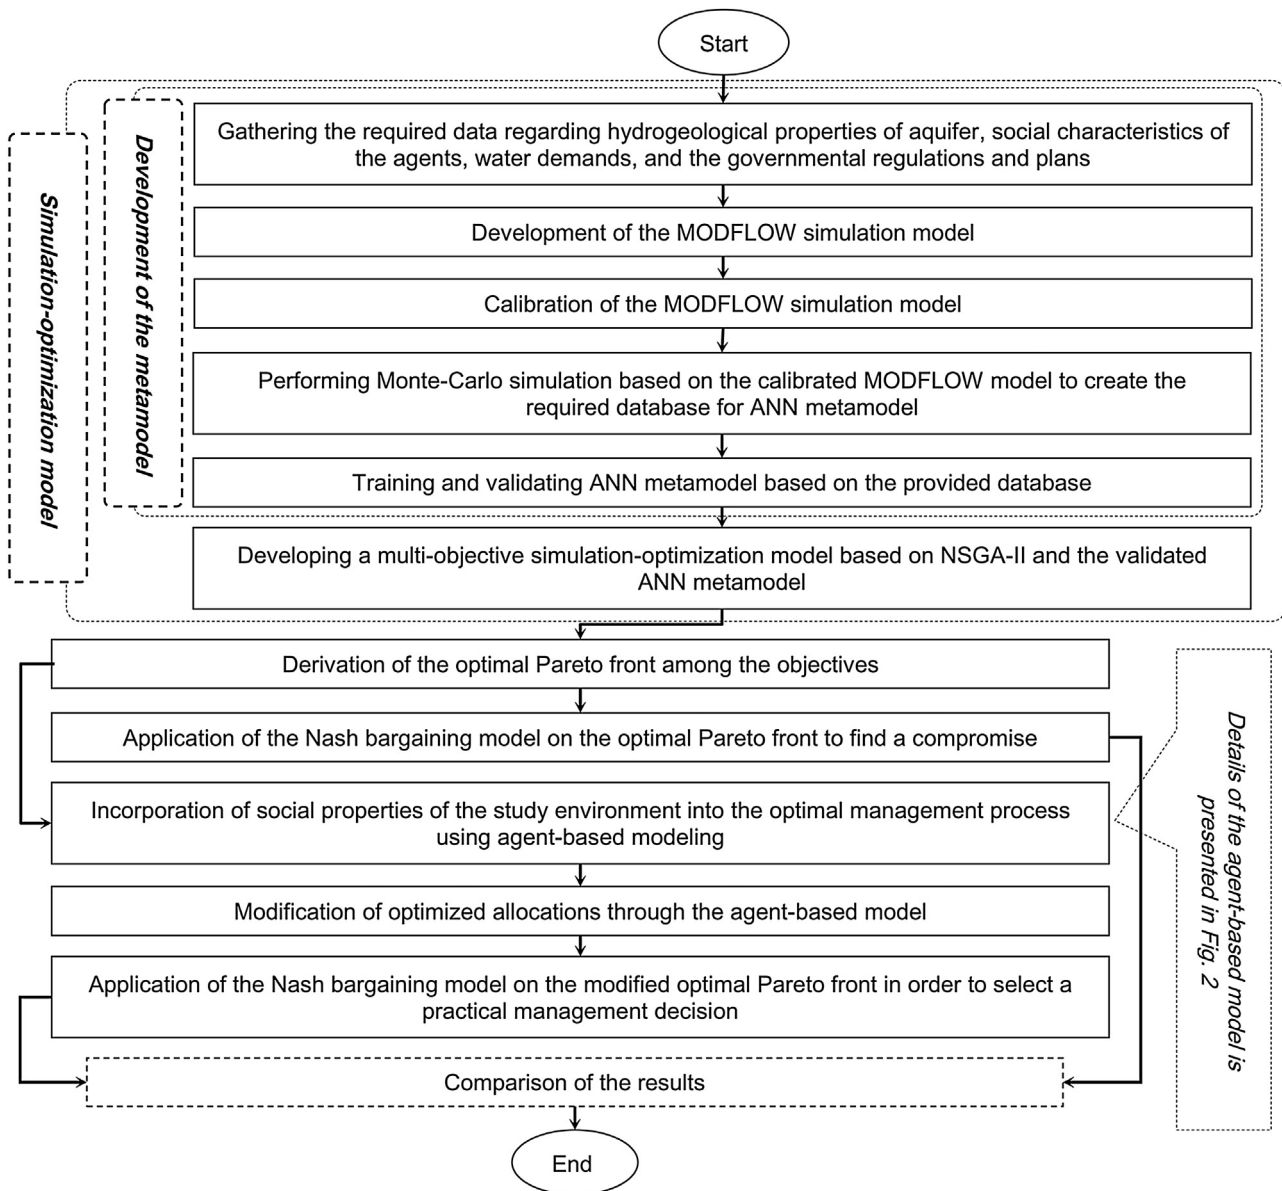 Start
Gathering the required data regarding hydrogeological properties of aquifer, social characteristics of
the agents, water demands, and the governmental regulations and plans
Development of the MODFLOW simulation model
Calibration of the MODFLOW simulation model
Performing Monte-Carlo simulation based on the calibrated MODFLOW model to create the
required database for ANN metamodel
Training and validating ANN metamodel based on the provided database
Development of the metamodel
Developing a multi-objective simulation-optimization model based on NSGA-II and the validated
ANN metamodel
Simulation-optimization model
Derivation of the optimal Pareto front among the objectives
Application of the Nash bargaining model on the optimal Pareto front to find a compromise
Incorporation of social properties of the study environment into the optimal management process
using agent-based modeling
Details of the agent-based model is
presented in Fig. 2
Modification of optimized allocations through the agent-based model
Application of the Nash bargaining model on the modified optimal Pareto front in order to select a
practical management decision
Comparison of the results
End